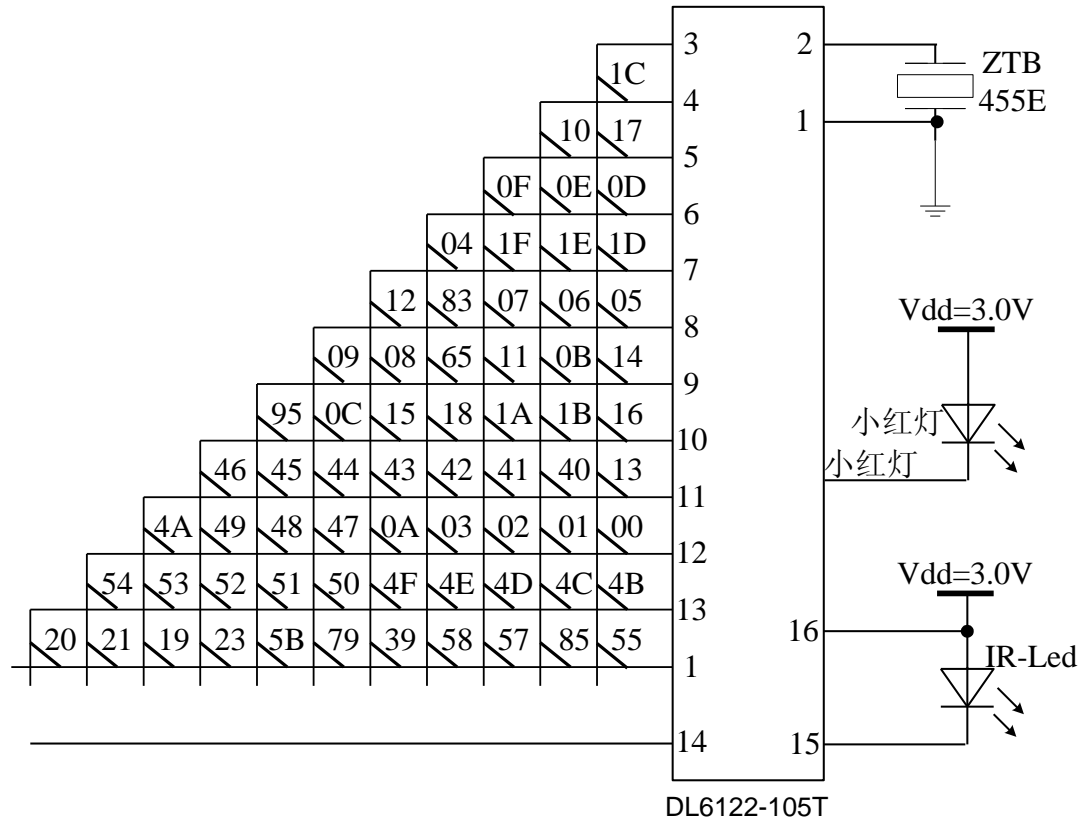 3 2
ZTB
1C
455E
4 1
10 17
5
0F 0E 0D
6
04 1F 1E 1D
7
12 83 07 06 05
Vdd=3.0V
8
09 08 65 11 0B 14
9
95 0C 15 18 1A 1B 16
小红灯
10
46 45 44 43 42 41 40 13
小红灯
11
4A 49 48 47 0A 03 02 01 00
12
54 53 52 51 50 4F 4E 4D 4C 4B
Vdd=3.0V
13
20 21 19 23 5B 79 39 58 57 85 55
16
IR-Led
1
14 15
DL6122-105T